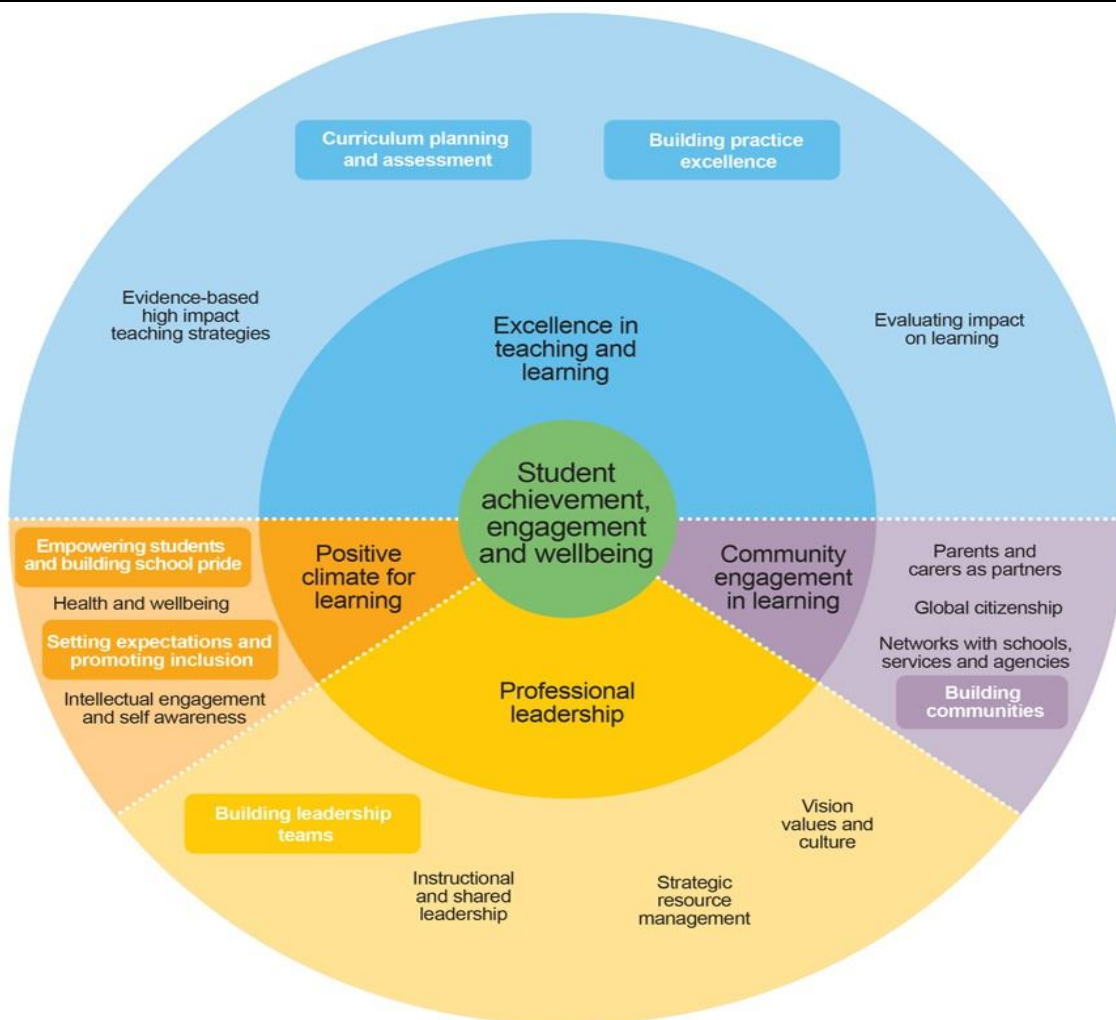 Curriculum planning
and assessment
Building practice
excellence
Evidence-based
high impact
teaching strategies
Evaluating impact
on learning
Excellence in
teaching and
learning
Student
achievement,
engagement
and wellbeing
Empowering students
and building school pride
Health and wellbeing
Setting expectations and
promoting inclusion
Intellectual engagement
and self awareness
Positive
climate for
learning
Community
engagement
in learning
Parents and
carers as partners
Global citizenship
Networks with schools,
services and agencies
Building
communities
Professional
leadership
Building leadership
teams
Instructional
and shared
leadership
Strategic
resource
management
Vision
values and
culture